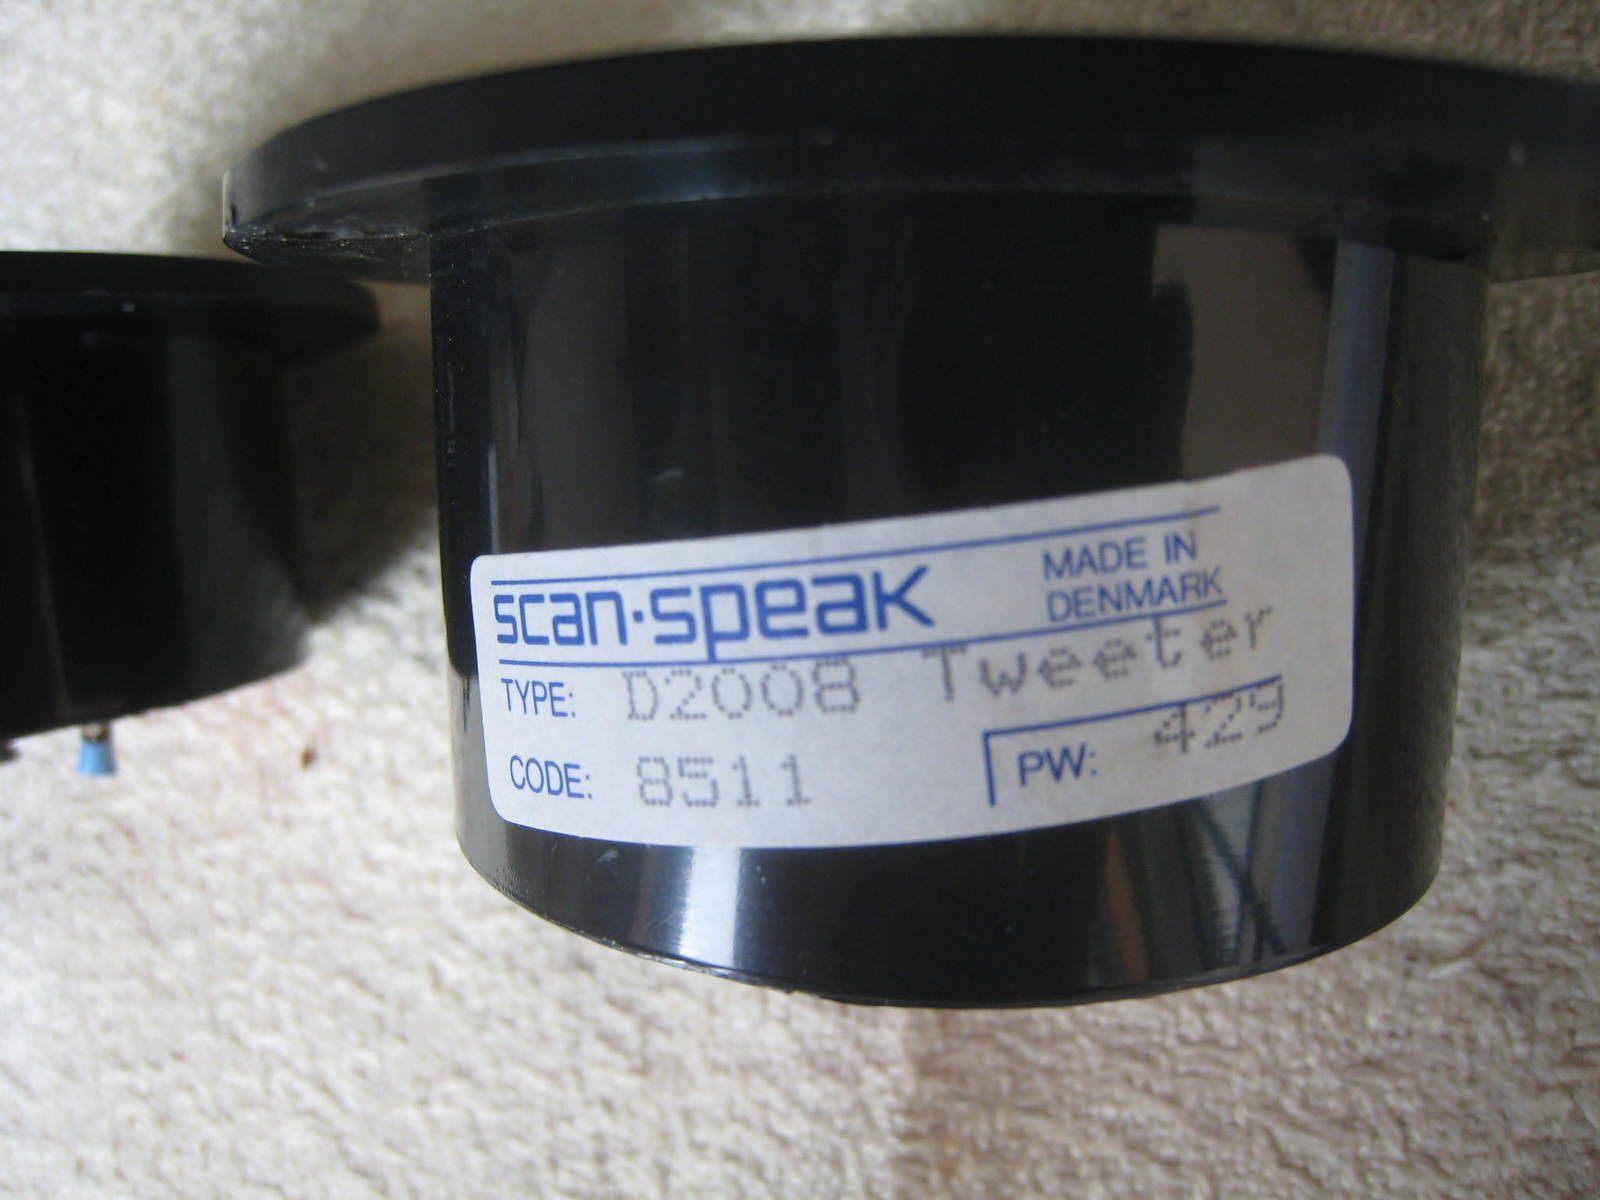 scan·speak
MADE IN
DENMARK
TYPE: D2008 Tweeter
CODE: 8511
PW: 429